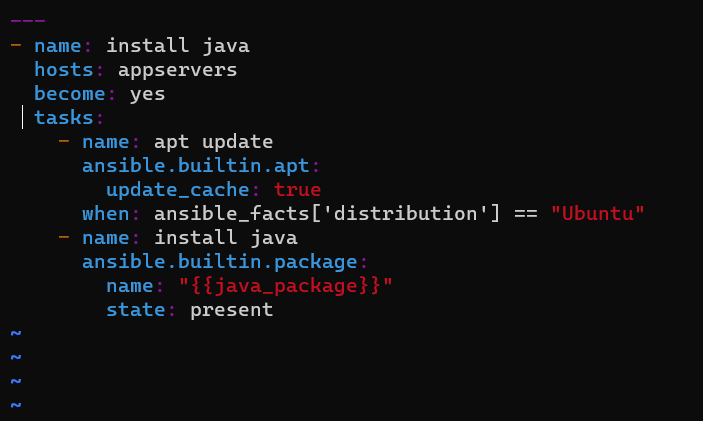 ---
- name: install java
  hosts: appservers
  become: yes
  tasks:
    - name: apt update
      ansible.builtin.apt:
        update_cache: true
      when: ansible_facts['distribution'] == "Ubuntu"
    - name: install java
      ansible.builtin.package:
        name: "{{java_package}}"
        state: present
~
~
~
~